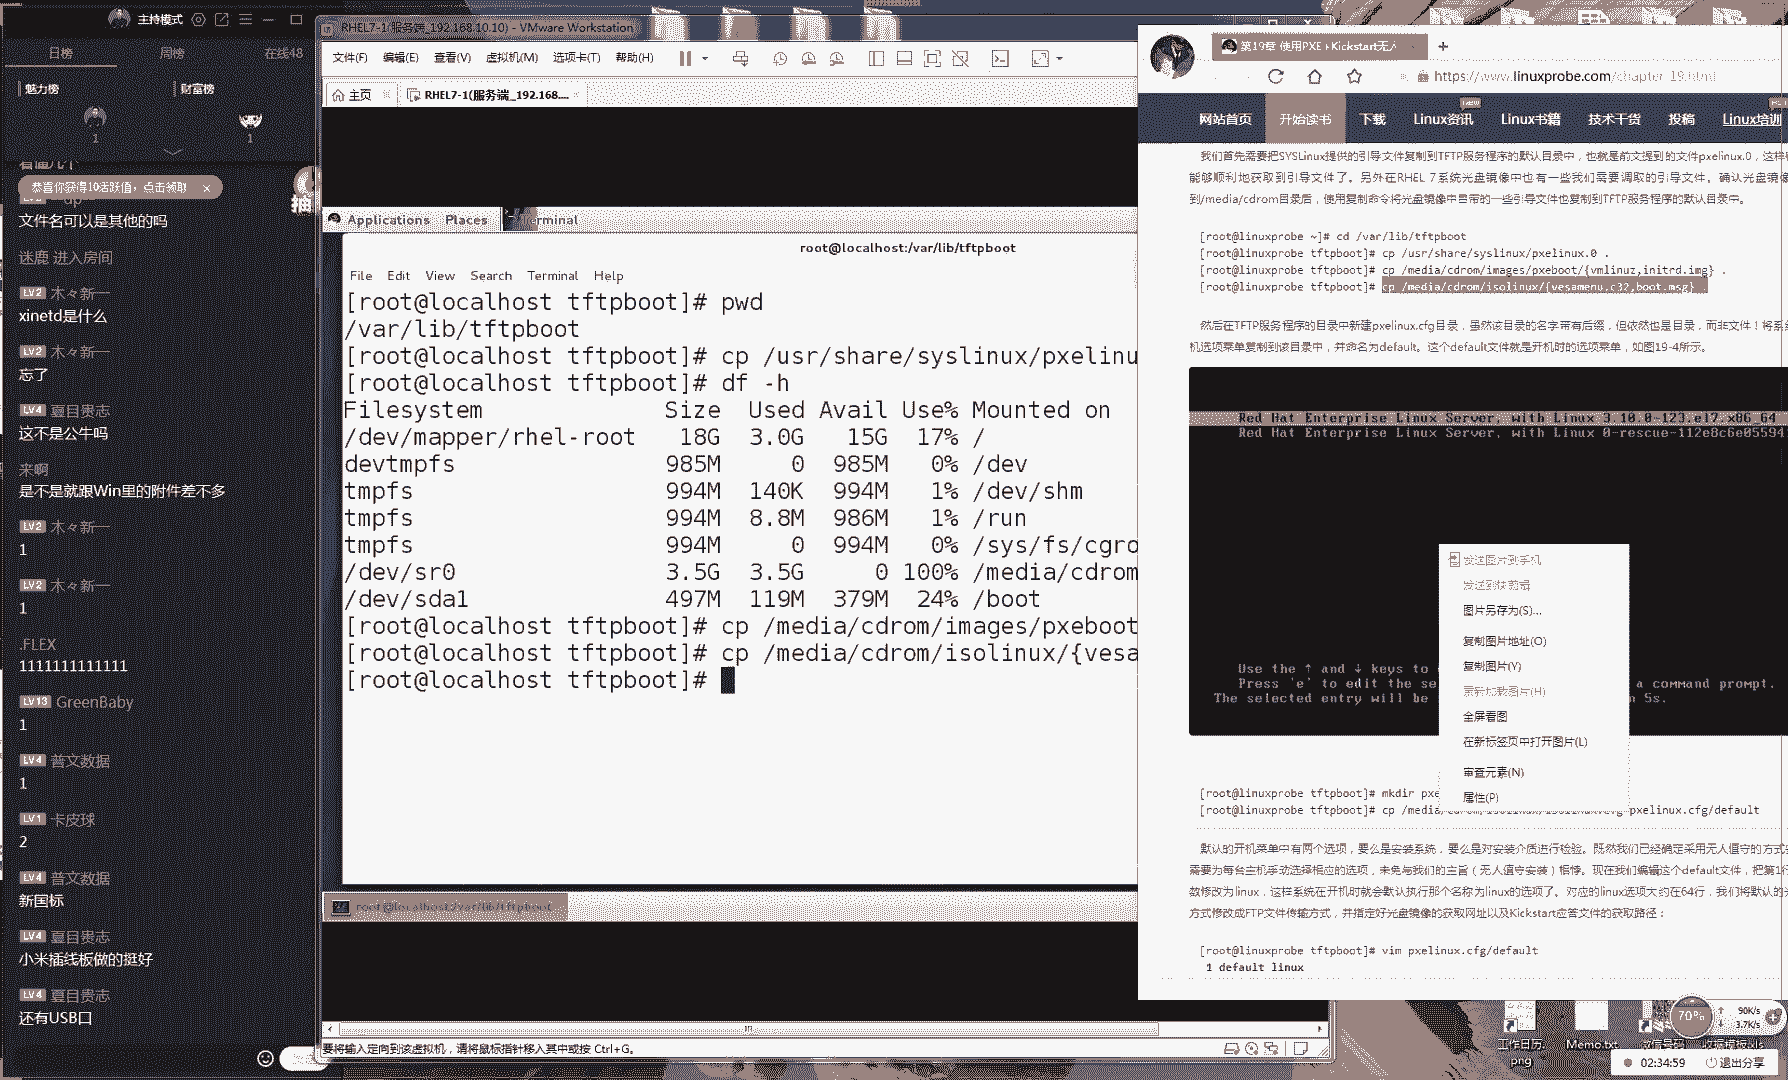 主持模式
日榜 周榜 在线48
魅力榜 财富榜
1 1
恭喜你获得10活跃值，点击领取 ×
文件名可以是其他的吗
迷鹿 进入房间
LV2 木々新一
xinetd是什么
LV2 木々新一
忘了
LV4 夏目贵志
这不是公牛吗
来啊
是不是就跟Win里的附件差不多
LV2 木々新一
1
LV2 木々新一
1
.FLEX
1111111111111
LV13 GreenBaby
1
LV4 普文数据
1
LV1 卡皮球
2
LV4 普文数据
新国标
LV4 夏目贵志
小米插线板做的挺好
LV4 夏目贵志
还有USB口
RHEL7-1(服务端_192.168.10.10) - VMware Workstation
文件(F) 编辑(E) 查看(V) 虚拟机(M) 选项卡(T) 帮助(H)
主页 RHEL7-1(服务端_192.168....
Applications Places Terminal
root@localhost:/var/lib/tftpboot
File Edit View Search Terminal Help
[root@localhost tftpboot]# pwd
/var/lib/tftpboot
[root@localhost tftpboot]# cp /usr/share/syslinux/pxelinu
[root@localhost tftpboot]# df -h
Filesystem Size Used Avail Use% Mounted on
/dev/mapper/rhel-root 18G 3.0G 15G 17% /
devtmpfs 985M 0 985M 0% /dev
tmpfs 994M 140K 994M 1% /dev/shm
tmpfs 994M 8.8M 986M 1% /run
tmpfs 994M 0 994M 0% /sys/fs/cgro
/dev/sr0 3.5G 3.5G 0 100% /media/cdrom
/dev/sda1 497M 119M 379M 24% /boot
[root@localhost tftpboot]# cp /media/cdrom/images/pxeboot
[root@localhost tftpboot]# cp /media/cdrom/isolinux/{vesa
[root@localhost tftpboot]#
root@localhost:/var/lib/tftpboot
要将输入定向到该虚拟机，请将鼠标指针移入其中或按 Ctrl+G。
第19章 使用PXE+Kickstart无人
https://www.linuxprobe.com/chapter-19.html
网站首页 开始读书 下载 Linux资讯 Linux书籍 技术干货 投稿 Linux培训
我们首先需要把SYSLinux提供的引导文件复制到TFTP服务程序的默认目录中，也就是前文提到的文件pxelinux.0，这样
能够顺利地获取到引导文件了。另外在RHEL 7系统光盘镜像中也有一些我们需要调取的引导文件。确认光盘镜像
到/media/cdrom目录后，使用复制命令将光盘镜像中自带的一些引导文件也复制到TFTP服务程序的默认目录中。
[root@linuxprobe ~]# cd /var/lib/tftpboot
[root@linuxprobe tftpboot]# cp /usr/share/syslinux/pxelinux.0 .
[root@linuxprobe tftpboot]# cp /media/cdrom/images/pxeboot/{vmlinuz,initrd.img} .
[root@linuxprobe tftpboot]# cp /media/cdrom/isolinux/{vesamenu.c32,boot.msg} .
然后在TFTP服务程序的目录中新建pxelinux.cfg目录，虽然该目录的名字带有后缀，但依然也是目录，而非文件！将系统
机选项菜单复制到该目录中，并命名为default。这个default文件就是开机时的选项菜单，如图19-4所示。
Red Hat Enterprise Linux Server, with Linux 3.10.0-123.el7.x86_64
Red Hat Enterprise Linux Server, with Linux 0-rescue-112e8c6e05594
发送图片到手机
发送到快剪辑
图片另存为(S)...
复制图片地址(O)
复制图片(Y)
重新加载图片(H)
全屏看图
在新标签页中打开图片(L)
审查元素(N)
属性(P)
Use the ↑ and ↓ keys to
Press 'e' to edit the se a command prompt.
The selected entry will be n 5s.
[root@linuxprobe tftpboot]# mkdir pxe
[root@linuxprobe tftpboot]# cp /media/cdrom/isolinux/isolinux.cfg pxelinux.cfg/default
默认的开机菜单中有两个选项，要么是安装系统，要么是对安装介质进行检验。既然我们已经确定采用无人值守的方式安
需要为每台主机手动选择相应的选项，未免与我们的主旨（无人值守安装）相悖。现在我们编辑这个default文件，把第1行
数修改为linux，这样系统在开机时就会默认执行那个名称为linux的选项了。对应的linux选项大约在64行，我们将默认的光
方式修改成FTP文件传输方式，并指定好光盘镜像的获取网址以及Kickstart应答文件的获取路径：
[root@linuxprobe tftpboot]# vim pxelinux.cfg/default
1 default linux
70%
90K/s
3.7K/s
工作日历.png
Memo.txt
微信号码
收据模板.xls
02:34:59 退出分享